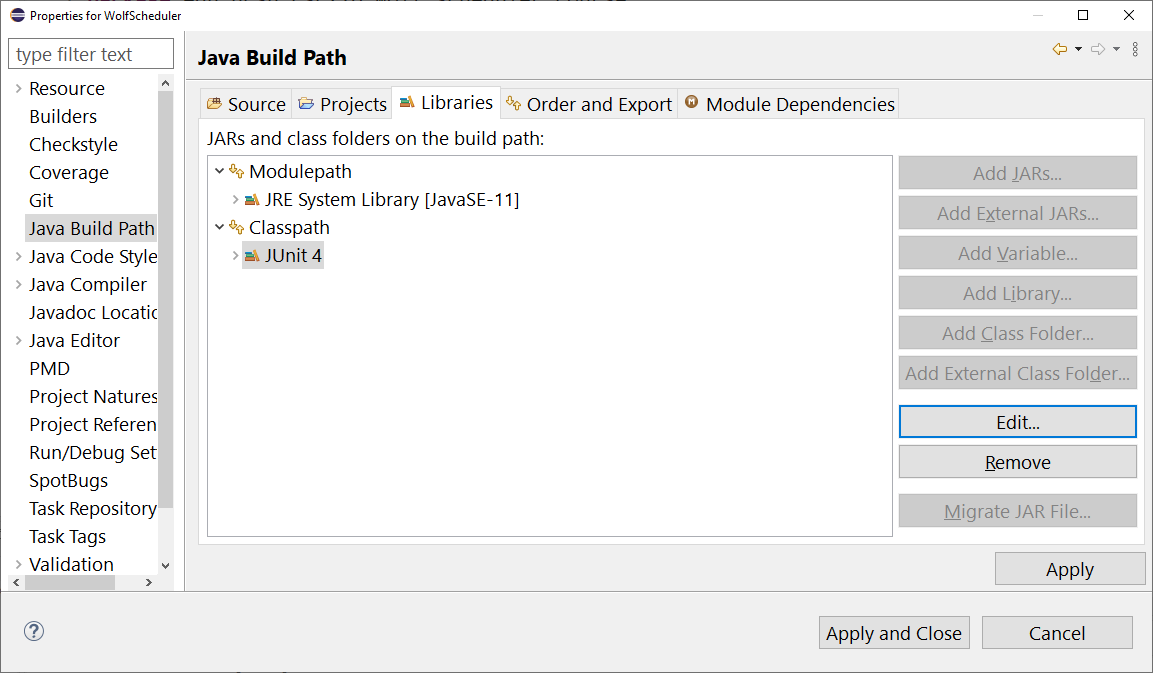 Properties for WolfScheduler
type filter text
Resource
Builders
Checkstyle
Coverage
Git
Java Build Path
Java Code Style
Java Compiler
Javadoc Locatio
Java Editor
PMD
Project Natures
Project Referen
Run/Debug Set
SpotBugs
Task Repository
Task Tags
Validation
Java Build Path
Source
Projects
Libraries
Order and Export
Module Dependencies
JARs and class folders on the build path:
Modulepath
JRE System Library [JavaSE-11]
Classpath
JUnit 4
Add JARs...
Add External JARs...
Add Variable...
Add Library...
Add Class Folder...
Add External Class Folder...
Edit...
Remove
Migrate JAR File...
Apply
?
Apply and Close
Cancel